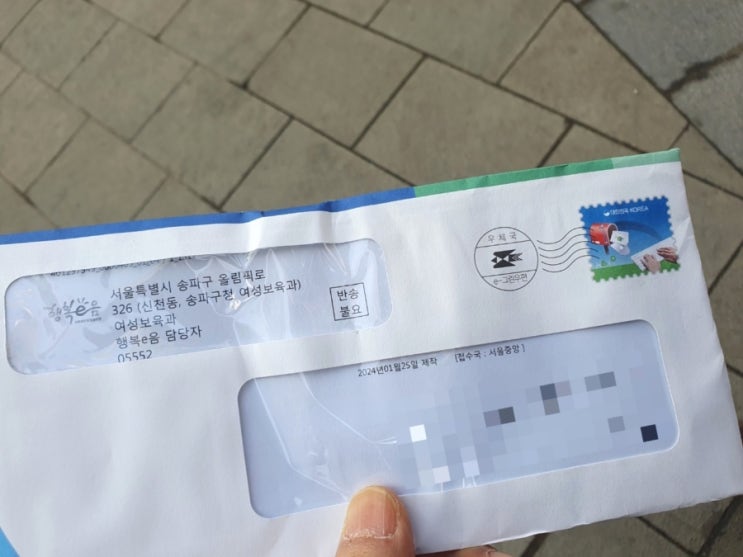 행복e음
서울특별시 송파구 올림픽로
326 (신천동, 송파구청 여성보육과)
여성보육과
행복e음 담당자
05552
반송
불요
우체국
e-그린우편
대한민국 KOREA
2024년01월25일 제작 [접수국 : 서울중앙]